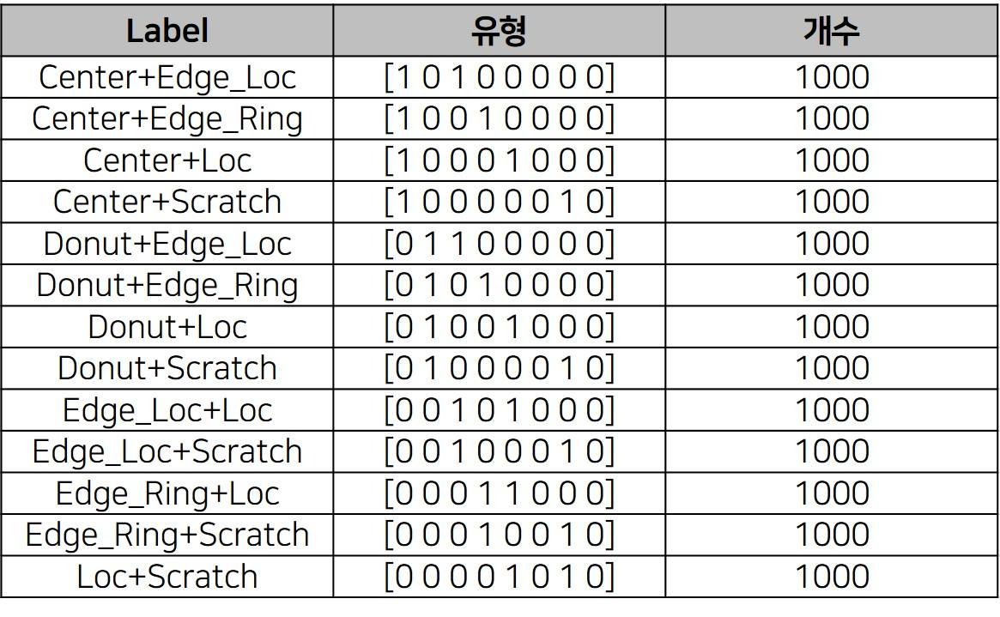 Label 유형 개수
Center+Edge_Loc [1 0 1 0 0 0 0 0] 1000
Center+Edge_Ring [1 0 0 1 0 0 0 0] 1000
Center+Loc [1 0 0 0 1 0 0 0] 1000
Center+Scratch [1 0 0 0 0 0 1 0] 1000
Donut+Edge_Loc [0 1 1 0 0 0 0 0] 1000
Donut+Edge_Ring [0 1 0 1 0 0 0 0] 1000
Donut+Loc [0 1 0 0 1 0 0 0] 1000
Donut+Scratch [0 1 0 0 0 0 1 0] 1000
Edge_Loc+Loc [0 0 1 0 1 0 0 0] 1000
Edge_Loc+Scratch [0 0 1 0 0 0 1 0] 1000
Edge_Ring+Loc [0 0 0 1 1 0 0 0] 1000
Edge_Ring+Scratch [0 0 0 1 0 0 1 0] 1000
Loc+Scratch [0 0 0 0 1 0 1 0] 1000